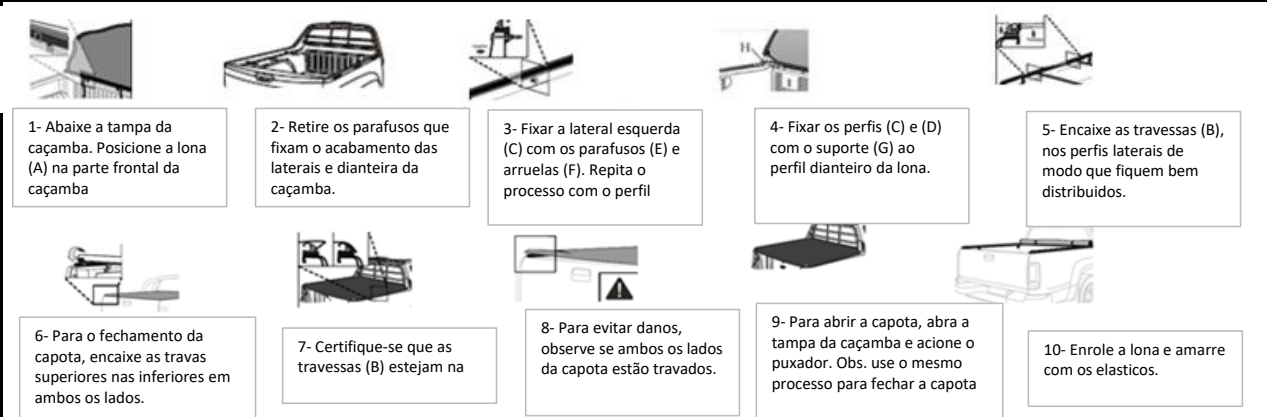 H
1- Abaixe a tampa da
caçamba. Posicione a lona
(A) na parte frontal da
caçamba
2- Retire os parafusos que
fixam o acabamento das
laterais e dianteira da
caçamba.
3- Fixar a lateral esquerda
(C) com os parafusos (E) e
arruelas (F). Repita o
processo com o perfil
4- Fixar os perfis (C) e (D)
com o suporte (G) ao
perfil dianteiro da lona.
5- Encaixe as travessas (B),
nos perfis laterais de
modo que fiquem bem
distribuidos.
6- Para o fechamento da
capota, encaixe as travas
superiores nas inferiores em
ambos os lados.
7- Certifique-se que as
travessas (B) estejam na
8- Para evitar danos,
observe se ambos os lados
da capota estão travados.
9- Para abrir a capota, abra a
tampa da caçamba e acione o
puxador. Obs. use o mesmo
processo para fechar a capota
10- Enrole a lona e amarre
com os elasticos.